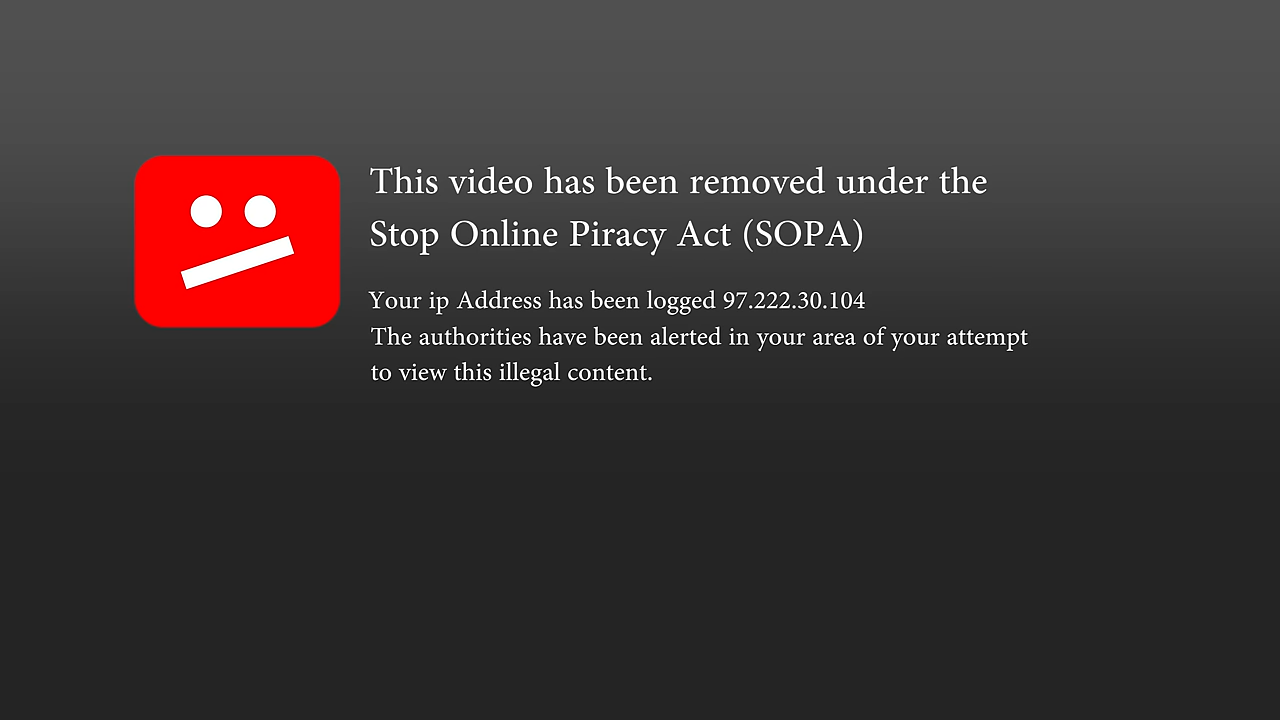 This video has been removed under the
Stop Online Piracy Act (SOPA)
Your ip Address has been logged 97.222.30.104
The authorities have been alerted in your area of your attempt
to view this illegal content.